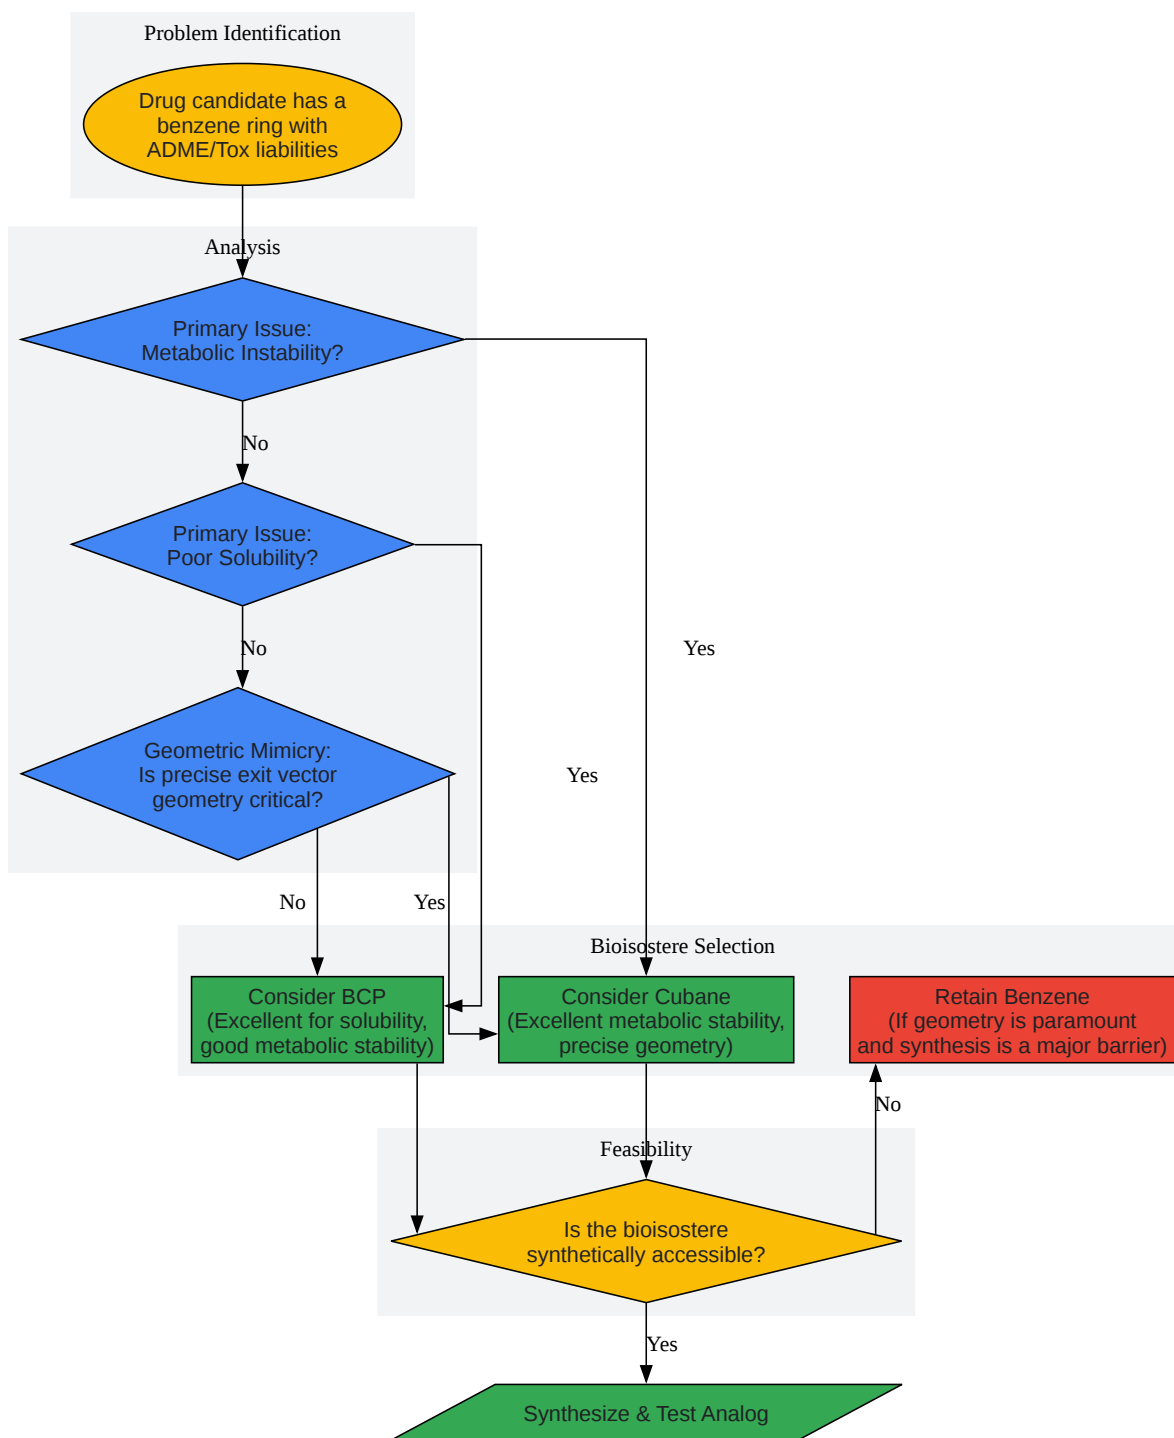 Problem Identification
Drug candidate has a
benzene ring with
ADME/Tox liabilities
Analysis
Primary Issue:
Metabolic Instability?
No
Primary Issue:
Poor Solubility?
No
Yes
Geometric Mimicry:
Is precise exit vector
geometry critical?
Yes
No
Yes
Bioisostere Selection
Consider BCP
(Excellent for solubility,
good metabolic stability)
Consider Cubane
(Excellent metabolic stability,
precise geometry)
Retain Benzene
(If geometry is paramount
and synthesis is a major barrier)
No
Feasibility
Is the bioisostere
synthetically accessible?
Yes
Synthesize & Test Analog